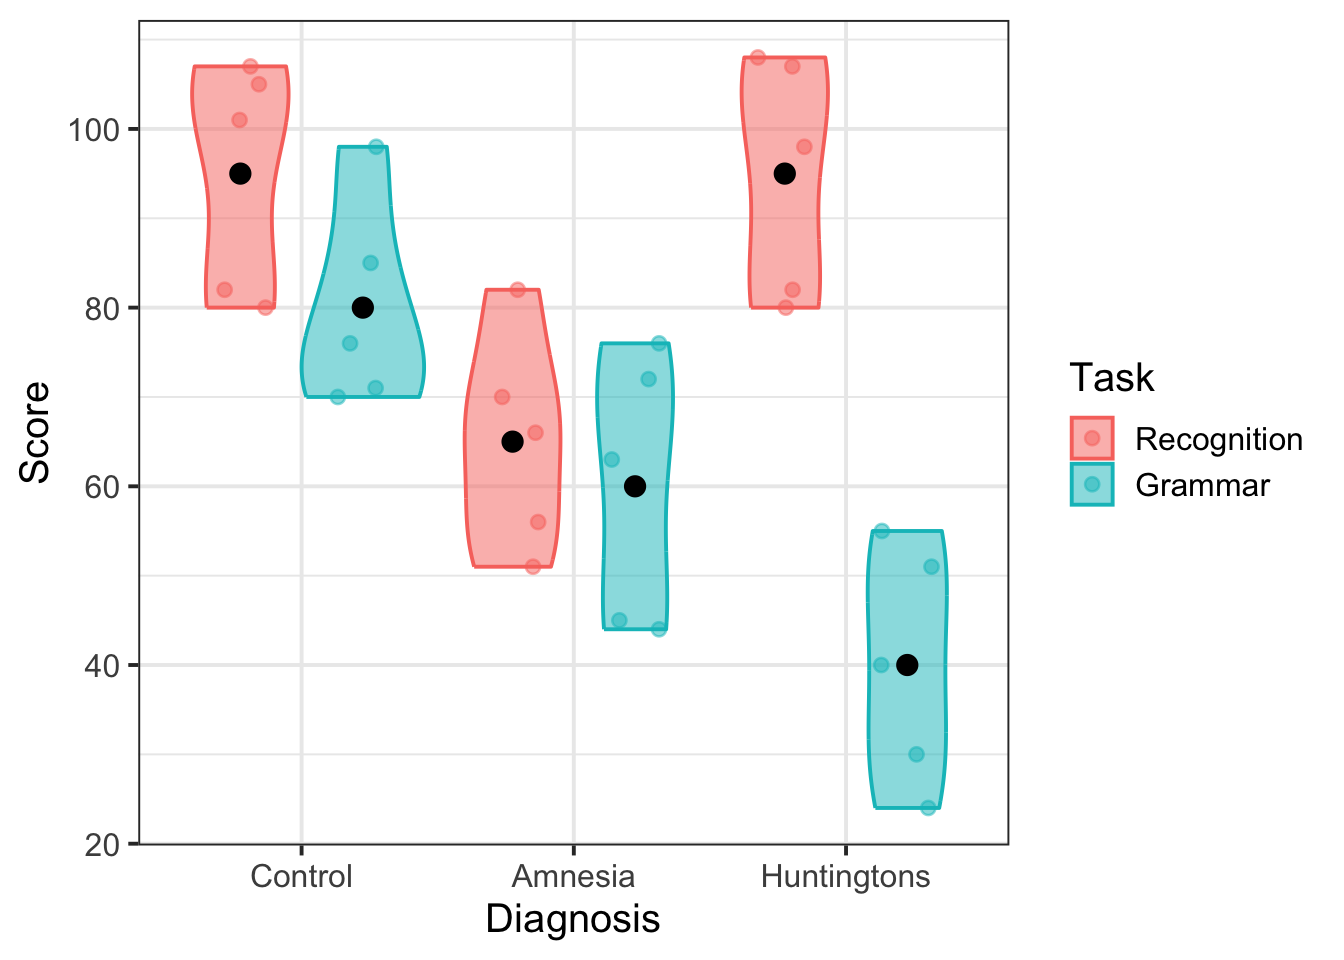 100
80
60
40
20
Score
Control
Amnesia
Huntingtons
Diagnosis
Task
Recognition
Grammar